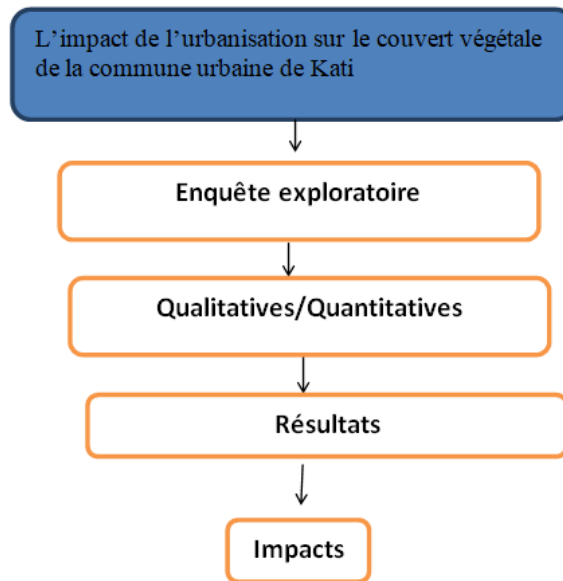 L’impact de l’urbanisation sur le couvert végétale
de la commune urbaine de Kati
Enquête exploratoire
Qualitatives/Quantitatives
Résultats
Impacts